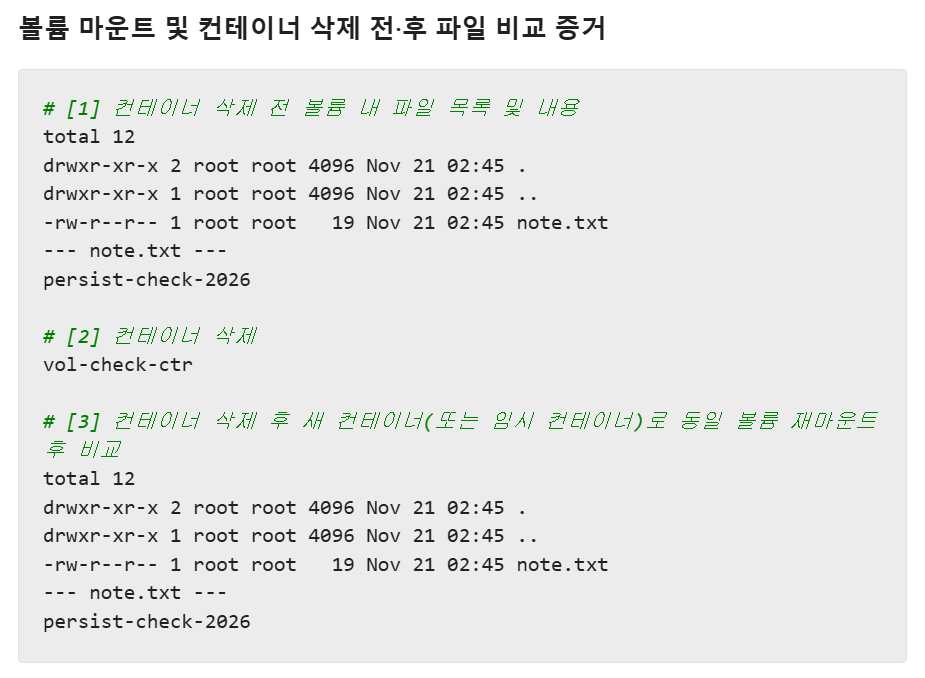 볼륨 마운트 및 컨테이너 삭제 전·후 파일 비교 증거
# [1] 컨테이너 삭제 전 볼륨 내 파일 목록 및 내용
total 12
drwxr-xr-x 2 root root 4096 Nov 21 02:45 .
drwxr-xr-x 1 root root 4096 Nov 21 02:45 ..
-rw-r--r-- 1 root root   19 Nov 21 02:45 note.txt
--- note.txt ---
persist-check-2026
# [2] 컨테이너 삭제
vol-check-ctr
# [3] 컨테이너 삭제 후 새 컨테이너(또는 임시 컨테이너)로 동일 볼륨 재마운트
후 비교
total 12
drwxr-xr-x 2 root root 4096 Nov 21 02:45 .
drwxr-xr-x 1 root root 4096 Nov 21 02:45 ..
-rw-r--r-- 1 root root   19 Nov 21 02:45 note.txt
--- note.txt ---
persist-check-2026